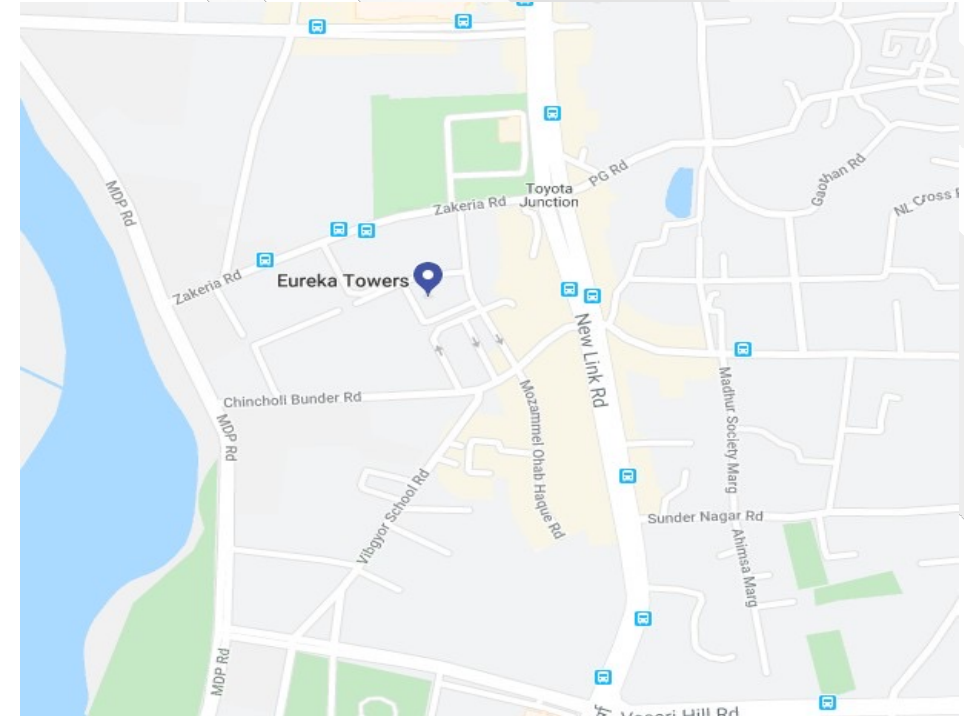 MDP Rd
Gaothan Rd
PG Rd
Toyota
Junction
Zakeria Rd
NL Cross
Zakeria Rd
Eureka Towers
New Link Rd
Chincholi Bunder Rd
Mozammel Ohab Haque Rd
Madhur Society Marg
MDP Rd
Vibgyor School Rd
Sunder Nagar Rd
Ahimsa Marg
MDP Rd
Hill Rd